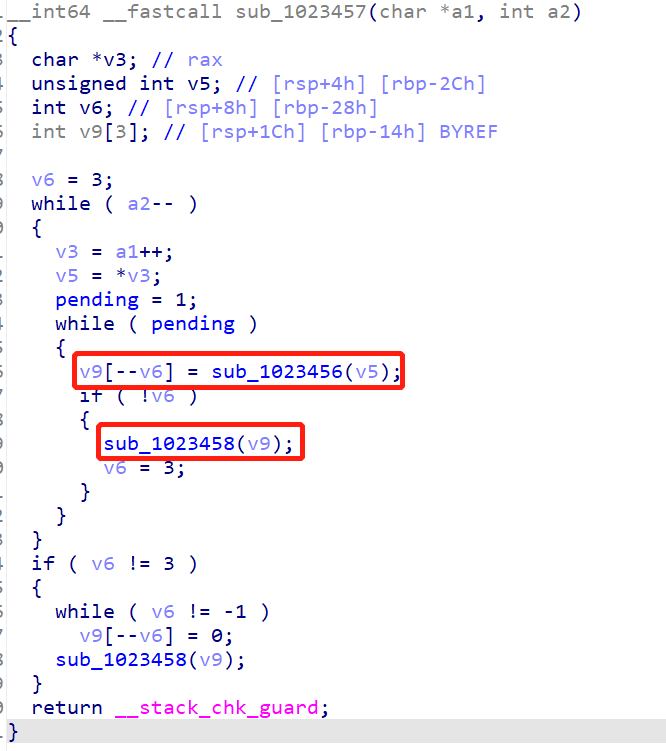 __int64 __fastcall sub_1023457(char *a1, int a2)
{
char *v3; // rax
unsigned int v5; // [rsp+4h] [rbp-2Ch]
int v6; // [rsp+8h] [rbp-28h]
int v9[3]; // [rsp+1Ch] [rbp-14h] BYREF
v6 = 3;
while ( a2-- )
{
v3 = a1++;
v5 = *v3;
pending = 1;
while ( pending )
{
v9[--v6] = sub_1023456(v5);
if ( !v6 )
{
sub_1023458(v9);
v6 = 3;
}
}
}
if ( v6 != 3 )
{
while ( v6 != -1 )
v9[--v6] = 0;
sub_1023458(v9);
}
return __stack_chk_guard;
}